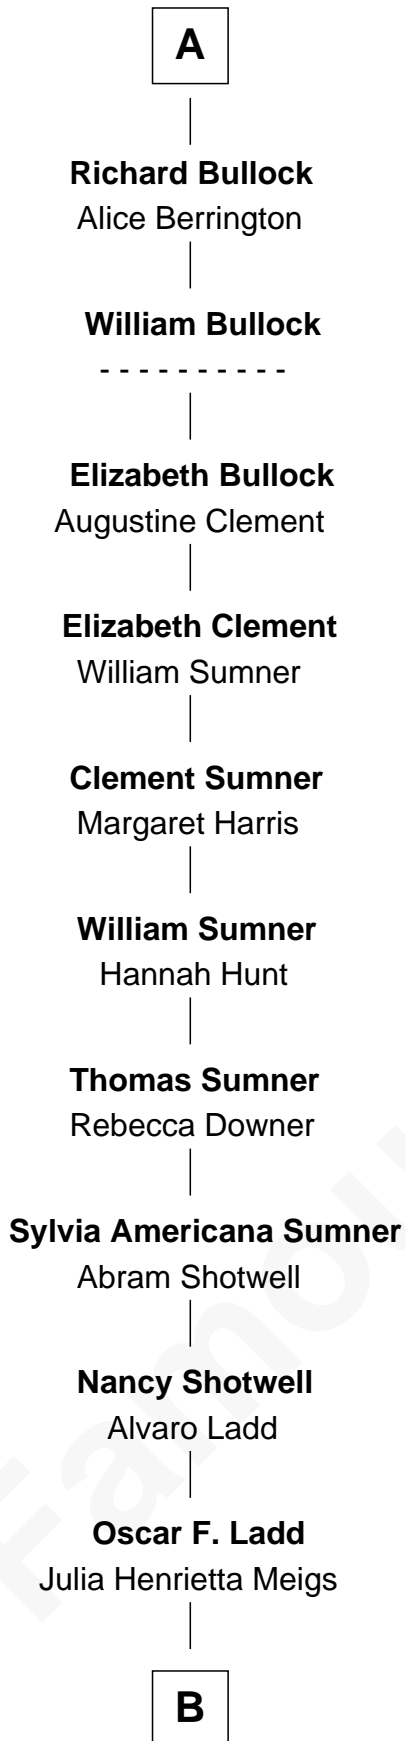 A
Richard Bullock
Alice Berrington
William Bullock
- - - - - - - - - -
Elizabeth Bullock
Augustine Clement
Elizabeth Clement
William Sumner
Clement Sumner
Margaret Harris
William Sumner
Hannah Hunt
Thomas Sumner
Rebecca Downer
Sylvia Americana Sumner
Abram Shotwell
Nancy Shotwell
Alvaro Ladd
Oscar F. Ladd
Julia Henrietta Meigs
B